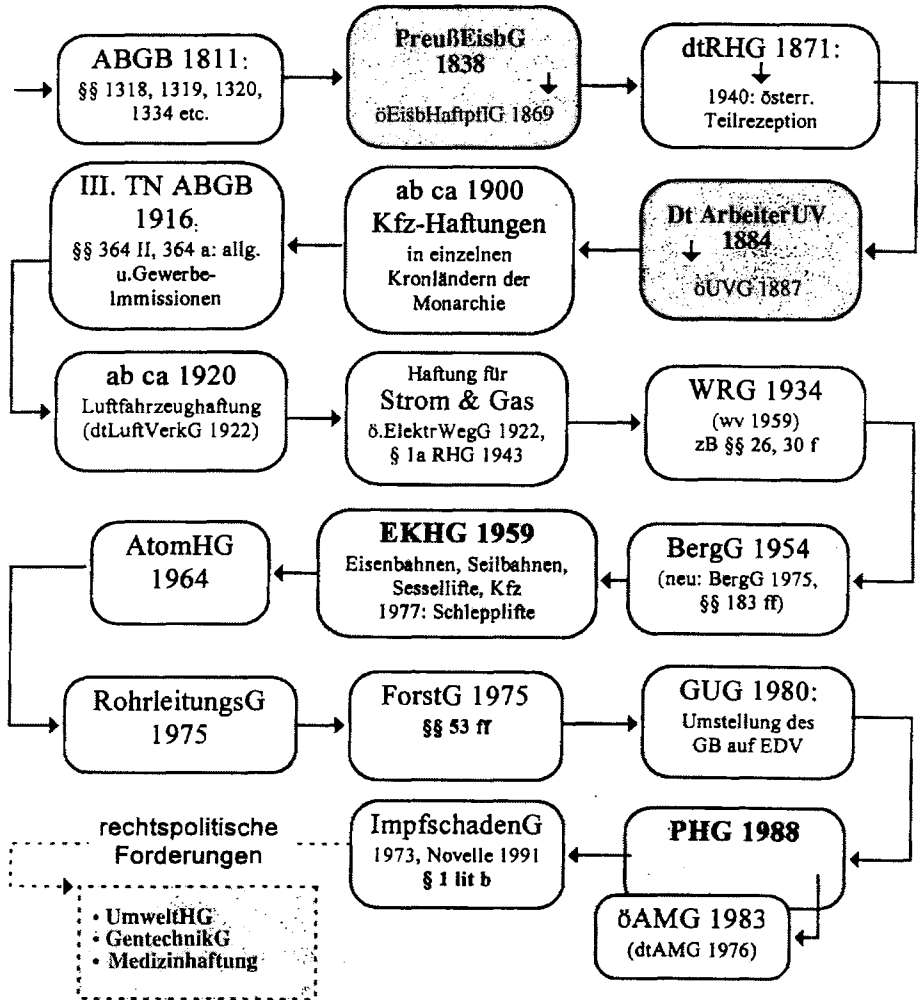 ABGB 1811:
§§ 1318, 1319, 1320,
1334 etc.
PreußEisbG
1838
öEisbHaftpflG 1869
dtRHG 1871:
1940: österr.
Teilrezeption
Dt ArbeiterUV
1884
öUVG 1887
ab ca 1900
Kfz-Haftungen
in einzelnen
Kronländern der
Monarchie
III. TN ABGB
1916:
§§ 364 II, 364 a: allg.
u.Gewerbe-
Immissionen
ab ca 1920
Luftfahrzeughaftung
(dtLuftVerkG 1922)
Haftung für
Strom & Gas
ö.ElektrWegG 1922,
§ 1a RHG 1943
WRG 1934
(wv 1959)
zB §§ 26, 30 f
BergG 1954
(neu: BergG 1975,
§§ 183 ff)
EKHG 1959
Eisenbahnen, Seilbahnen,
Sessellifte, Kfz
1977: Schlepplifte
AtomHG
1964
RohrleitungsG
1975
ForstG 1975
§§ 53 ff
GUG 1980:
Umstellung des
GB auf EDV
PHG 1988
öAMG 1983
(dtAMG 1976)
ImpfschadenG
1973, Novelle 1991
§ 1 lit b
rechtspolitische
Forderungen
• UmweltHG
• GentechnikG
• Medizinhaftung